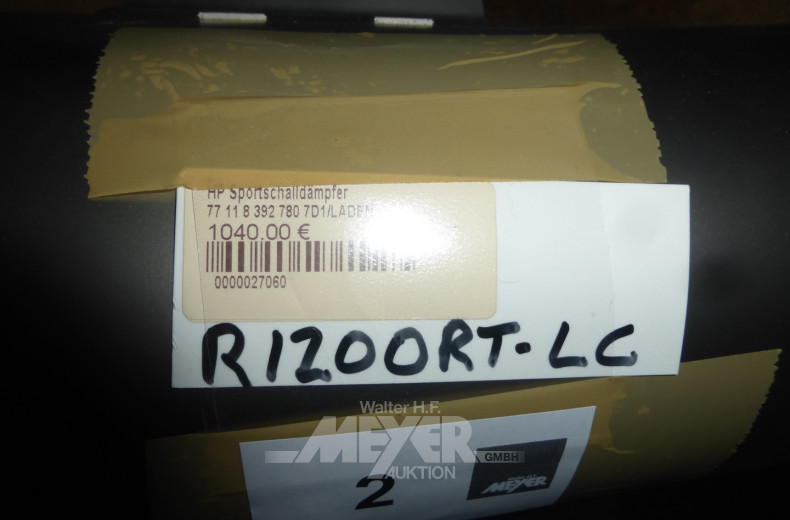 HP Sportschalldämpfer
77 11 8 392 780 7D1/LADEN
1040.00 €
0000027060
R1200RT-LC
Walter H.F.
MEYER
GMBH
AUKTION
2
MEYER